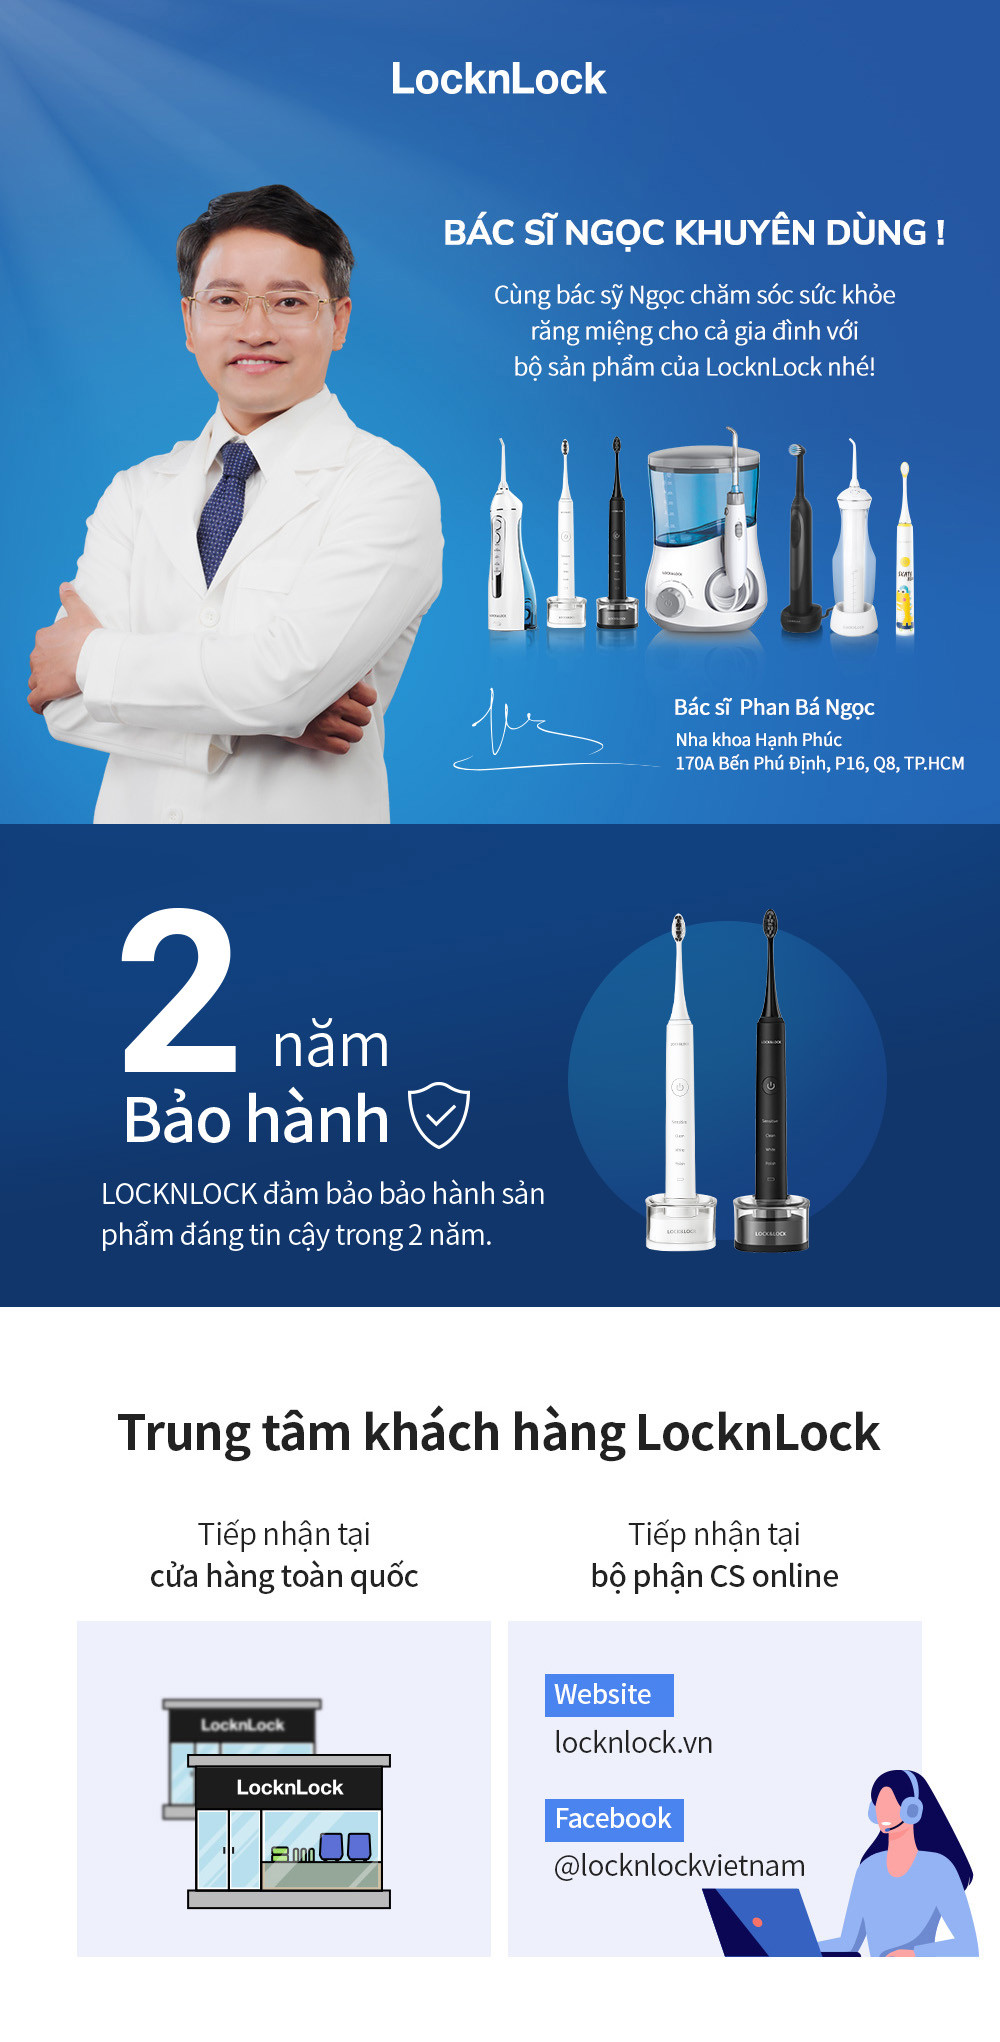 LocknLock
BÁC SĨ NGỌC KHUYÊN DÙNG !
Cùng bác sỹ Ngọc chăm sóc sức khỏe
răng miệng cho cả gia đình với
bộ sản phẩm của LocknLock nhé!
Bác sĩ Phan Bá Ngọc
Nha khoa Hạnh Phúc
170A Bến Phú Định, P16, Q8, TP.HCM
2 năm
Bảo hành
LOCKNLOCK đảm bảo bảo hành sản
phẩm đáng tin cậy trong 2 năm.
LOCKNLOCK
LOCKNLOCK
Trung tâm khách hàng LocknLock
Tiếp nhận tại
cửa hàng toàn quốc
LocknLock
LocknLock
Tiếp nhận tại
bộ phận CS online
Website
locknlock.vn
Facebook
@locknlockvietnam